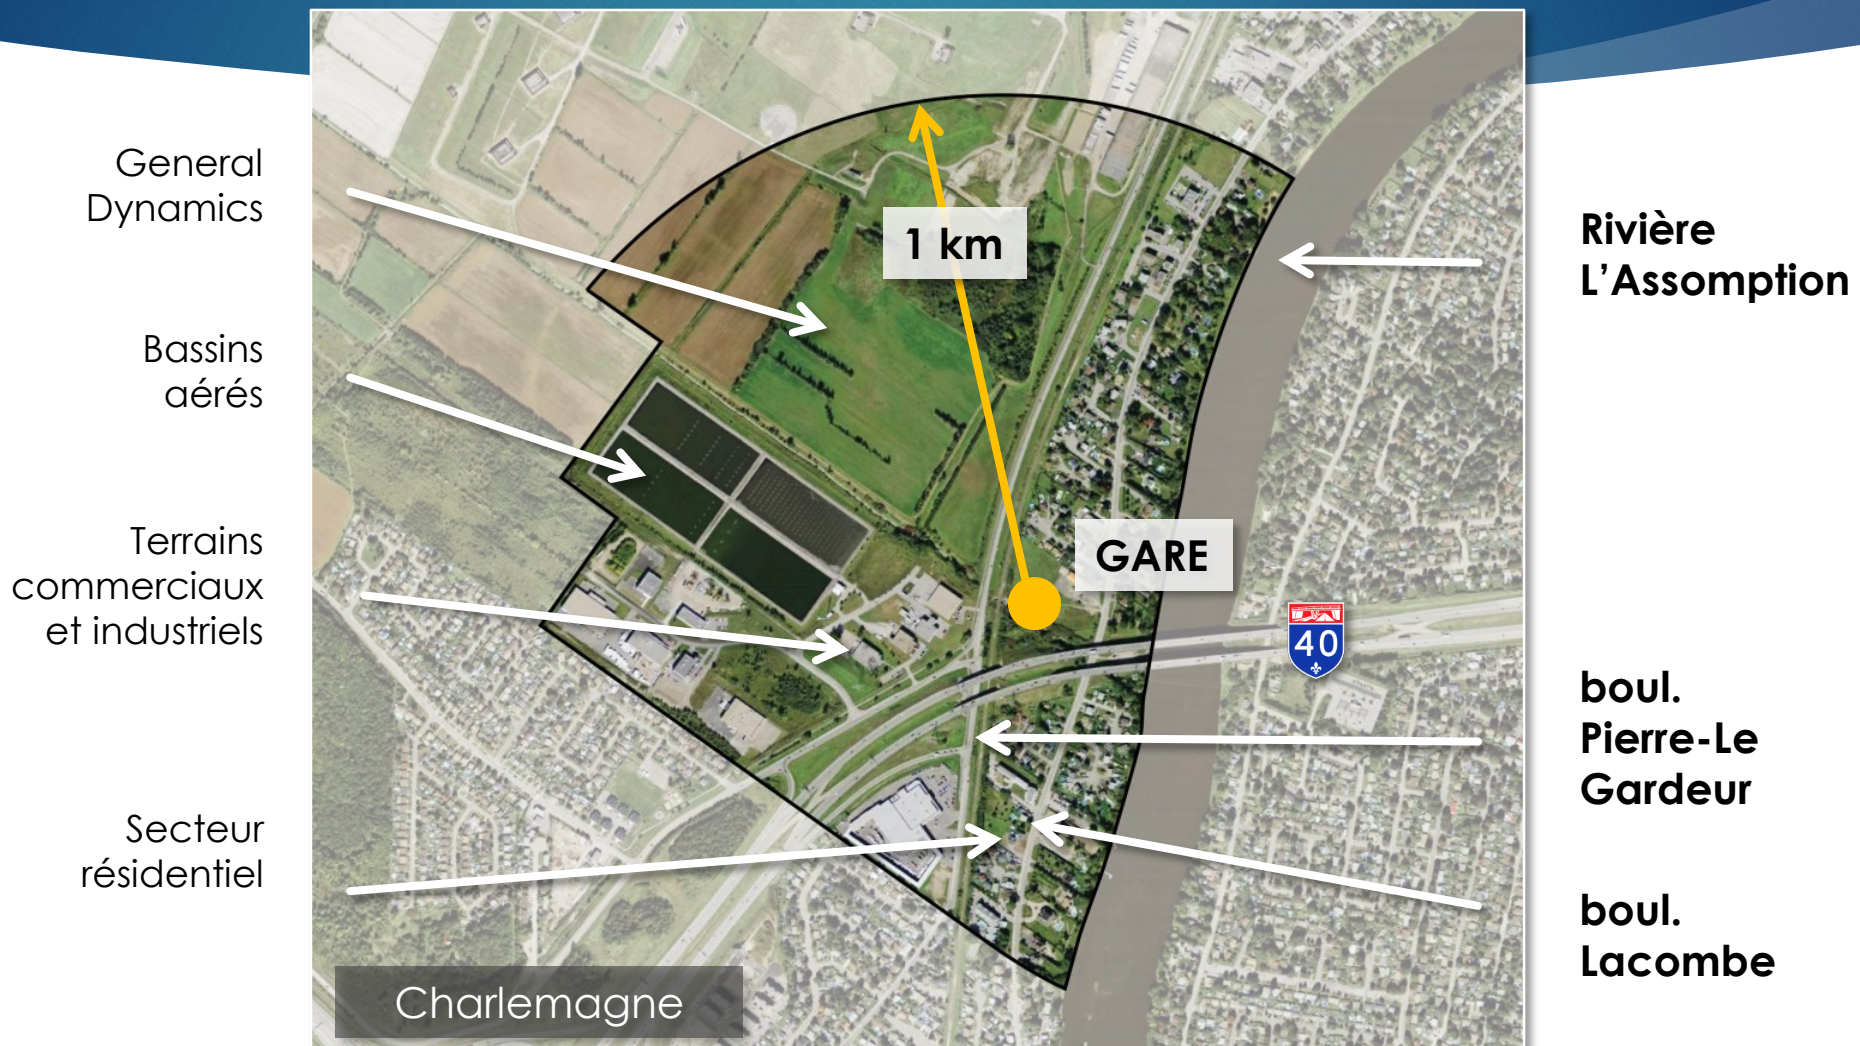 General
Dynamics
Bassins
aérés
Terrains
commerciaux
et industriels
Secteur
résidentiel
1 km
GARE
40
Charlemagne
Rivière
L’Assomption
boul.
Pierre-Le
Gardeur
boul.
Lacombe